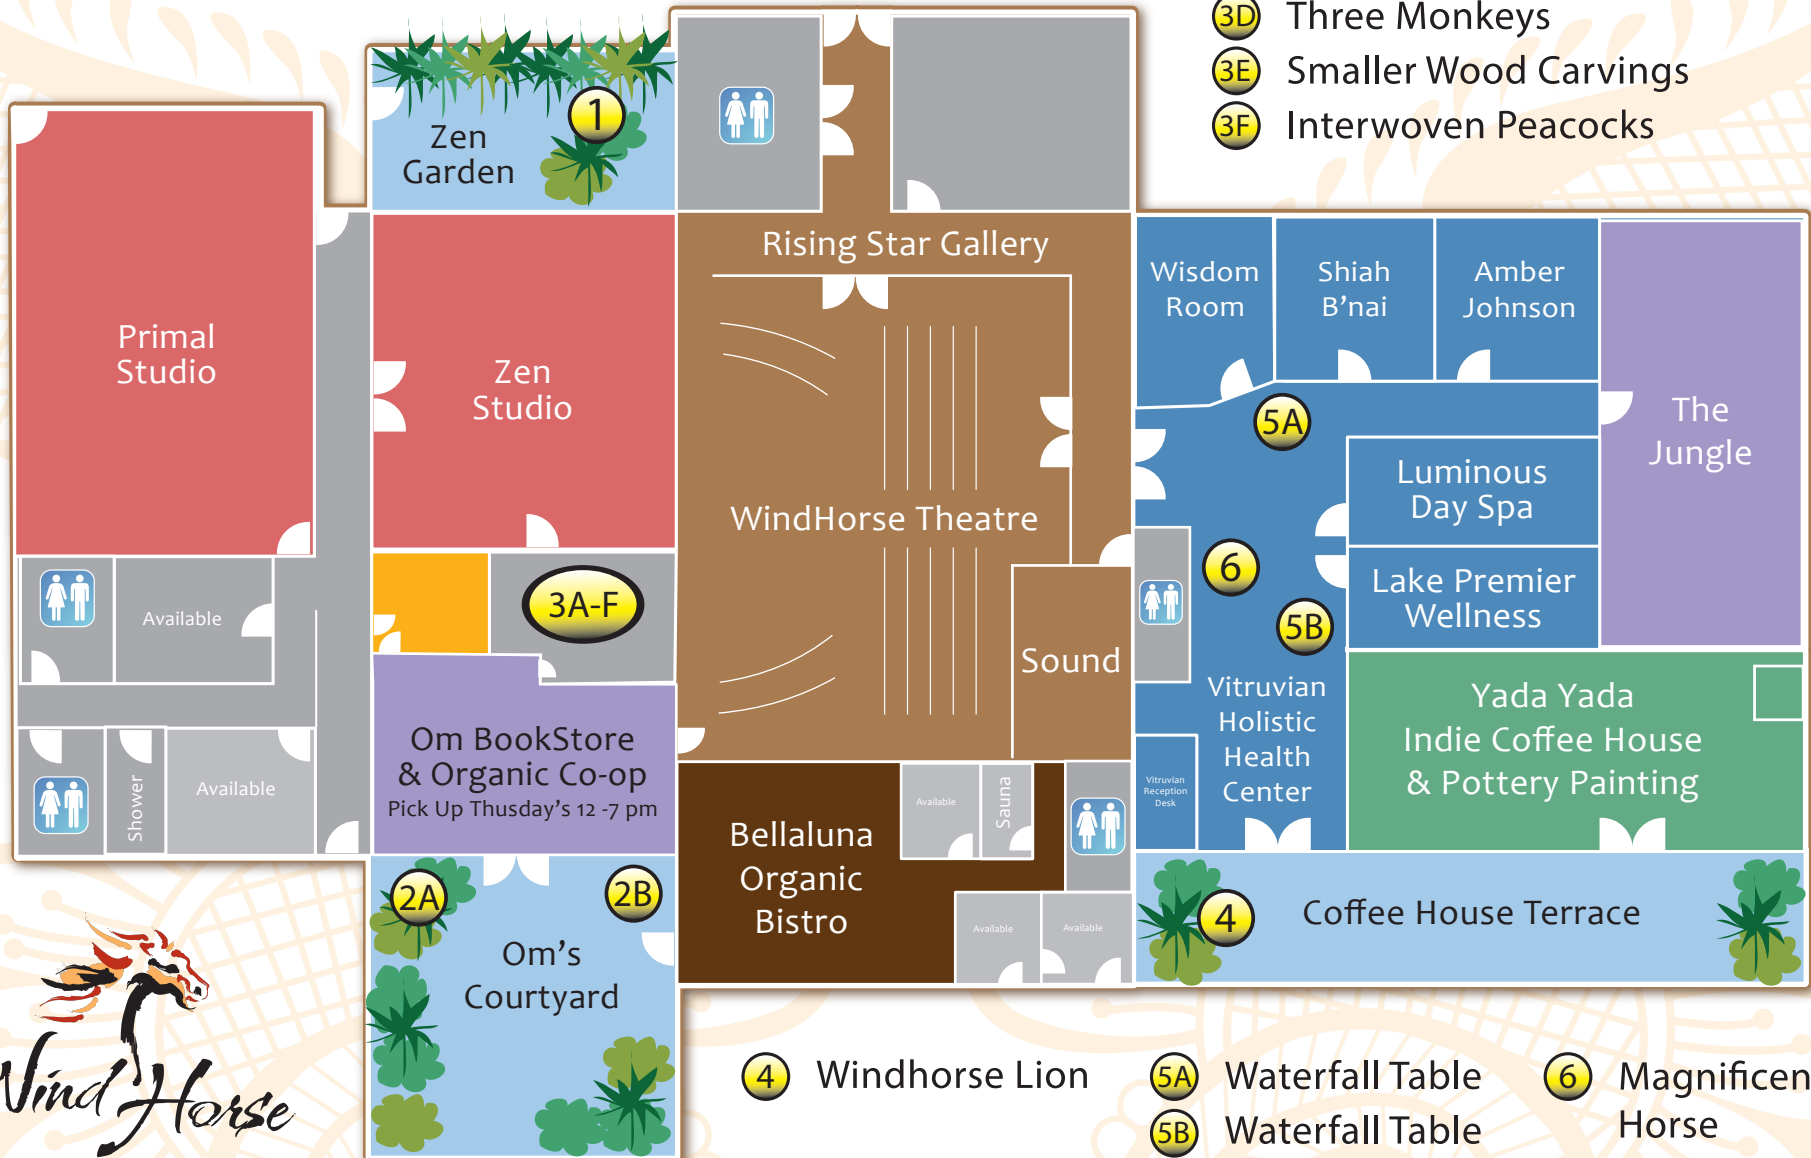 3D Three Monkeys
3E Smaller Wood Carvings
3F Interwoven Peacocks
1
Zen
Garden
Rising Star Gallery
Wisdom
Room
Shiah
B'nai
Amber
Johnson
Primal
Studio
Zen
Studio
5A
The
Jungle
Luminous
Day Spa
WindHorse Theatre
6
3A-F
Lake Premier
Wellness
Available
5B
Sound
Vitruvian
Holistic
Health
Center
Yada Yada
Indie Coffee House
& Pottery Painting
Om BookStore
& Organic Co-op
Pick Up Thusday's 12 -7 pm
Shower
Available
Available
Sauna
Vitruvian
Reception
Desk
Bellaluna
Organic
Bistro
2A
2B
Available
Available
4
Coffee House Terrace
Om's
Courtyard
Wind Horse
4 Windhorse Lion
5A Waterfall Table
5B Waterfall Table
6 Magnificen
Horse